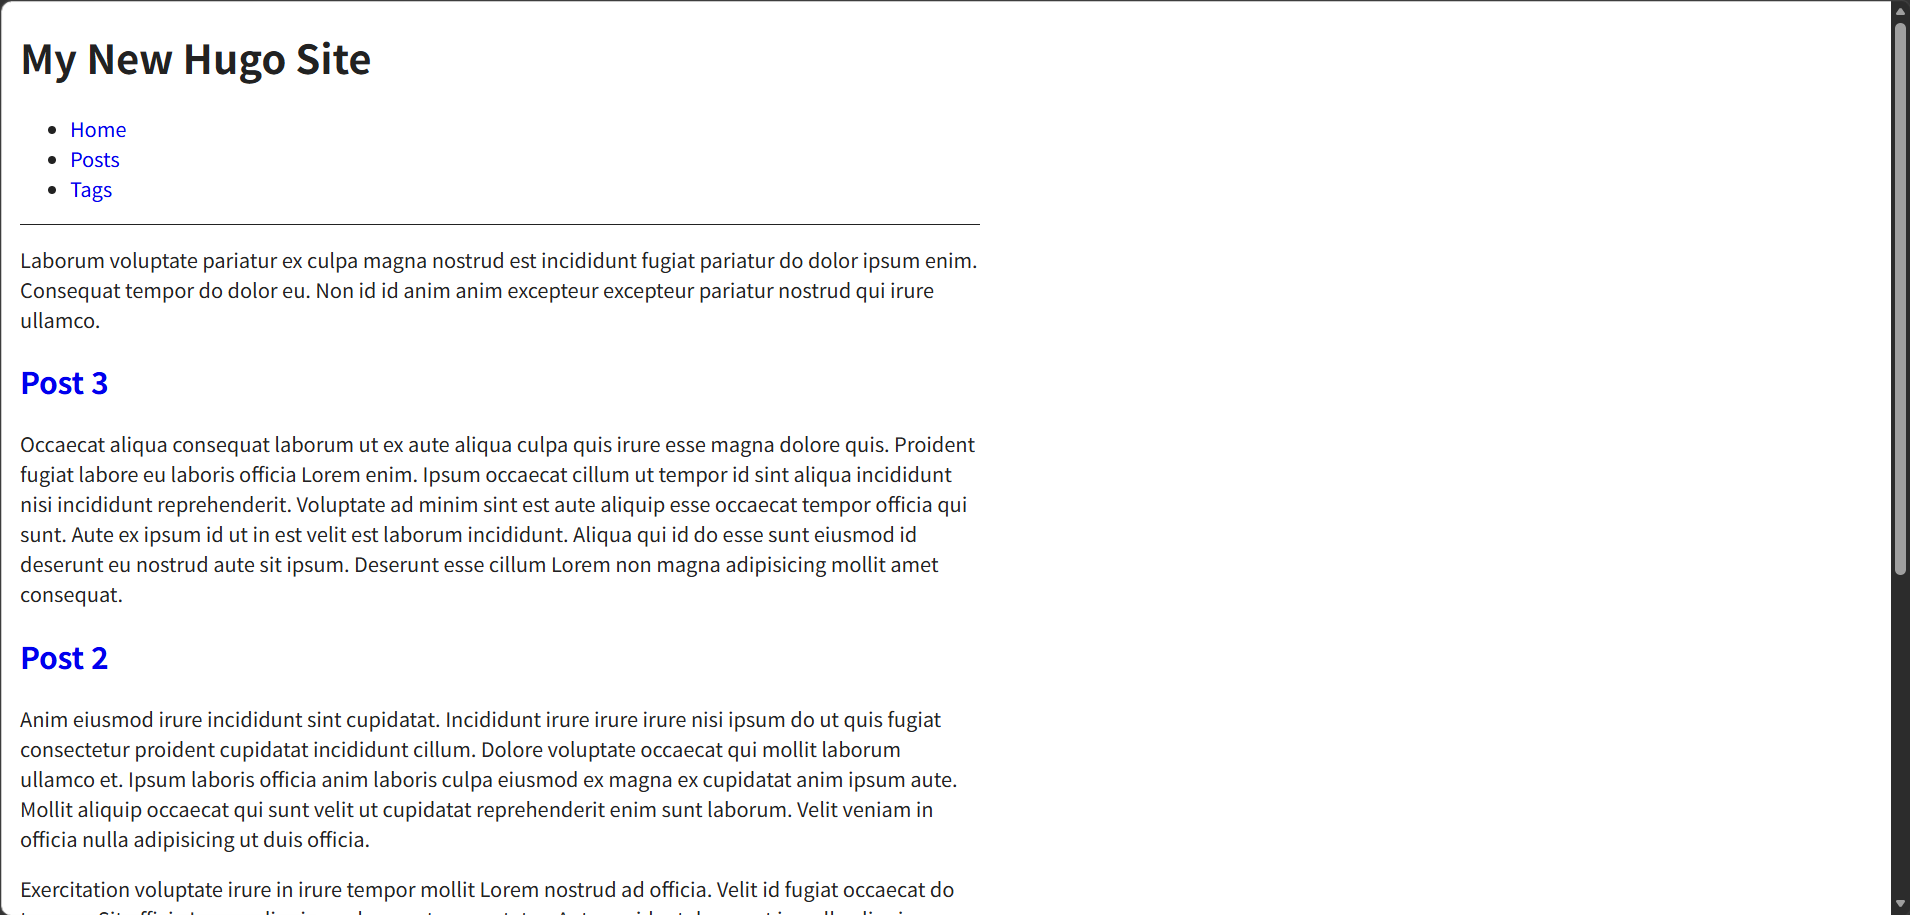 My New Hugo Site
Home
Posts
Tags
Laborum voluptate pariatur ex culpa magna nostrud est incididunt fugiat pariatur do dolor ipsum enim.
Consequat tempor do dolor eu. Non id id anim anim excepteur excepteur pariatur nostrud qui irure
ullamco.
Post 3
Occaecat aliqua consequat laborum ut ex aute aliqua culpa quis irure esse magna dolore quis. Proident
fugiat labore eu laboris officia Lorem enim. Ipsum occaecat cillum ut tempor id sint aliqua incididunt
nisi incididunt reprehenderit. Voluptate ad minim sint est aute aliquip esse occaecat tempor officia qui
sunt. Aute ex ipsum id ut in est velit est laborum incididunt. Aliqua qui id do esse sunt eiusmod id
deserunt eu nostrud aute sit ipsum. Deserunt esse cillum Lorem non magna adipisicing mollit amet
consequat.
Post 2
Anim eiusmod irure incididunt sint cupidatat. Incididunt irure irure irure nisi ipsum do ut quis fugiat
consectetur proident cupidatat incididunt cillum. Dolore voluptate occaecat qui mollit laborum
ullamco et. Ipsum laboris officia anim laboris culpa eiusmod ex magna ex cupidatat anim ipsum aute.
Mollit aliquip occaecat qui sunt velit ut cupidatat reprehenderit enim sunt laborum. Velit veniam in
officia nulla adipisicing ut duis officia.
Exercitation voluptate irure in irure tempor mollit Lorem nostrud ad officia. Velit id fugiat occaecat do